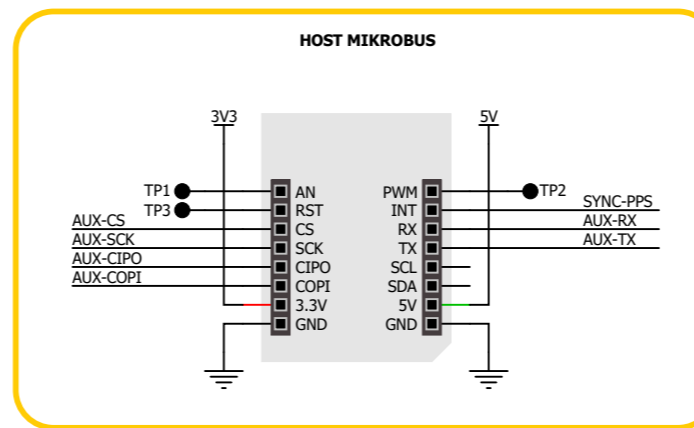 HOST MIKROBUS
3V3 5V
TP1 AN PWM TP2
TP3 RST INT SYNC-PPS
AUX-CS CS RX AUX-RX
AUX-SCK SCK TX AUX-TX
AUX-CIPO CIPO SCL
AUX-COPI COPI SDA
3.3V 5V
GND GND